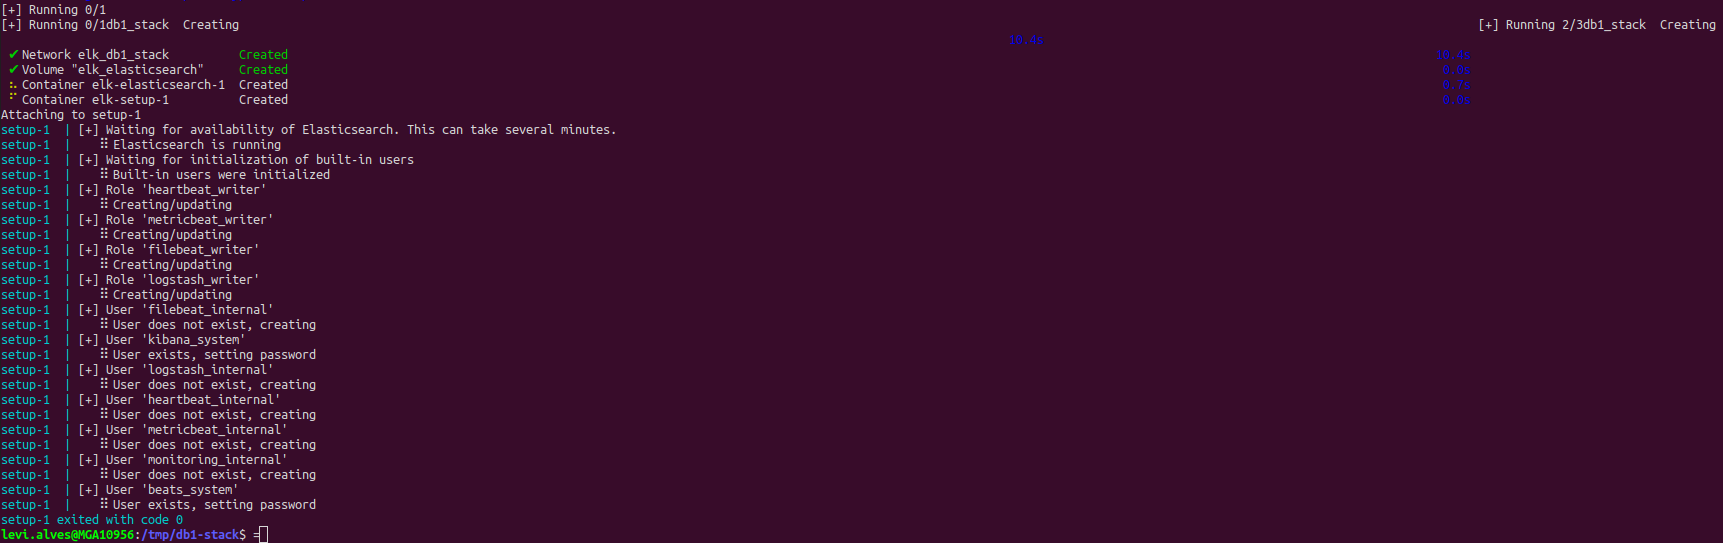 [+] Running 0/1
[+] Running 0/1db1_stack  Creating                    [+] Running 2/3db1_stack  Creating
10.4s
✔ Network elk_db1_stack          Created    10.4s
✔ Volume "elk_elasticsearch"     Created    0.0s
Container elk-elasticsearch-1  Created    0.7s
Container elk-setup-1          Created    0.0s
Attaching to setup-1
setup-1  | [+] Waiting for availability of Elasticsearch. This can take several minutes.
setup-1  |    ⠿ Elasticsearch is running
setup-1  | [+] Waiting for initialization of built-in users
setup-1  |    ⠿ Built-in users were initialized
setup-1  | [+] Role 'heartbeat_writer'
setup-1  |    ⠿ Creating/updating
setup-1  | [+] Role 'metricbeat_writer'
setup-1  |    ⠿ Creating/updating
setup-1  | [+] Role 'filebeat_writer'
setup-1  |    ⠿ Creating/updating
setup-1  | [+] Role 'logstash_writer'
setup-1  |    ⠿ Creating/updating
setup-1  | [+] User 'filebeat_internal'
setup-1  |    ⠿ User does not exist, creating
setup-1  | [+] User 'kibana_system'
setup-1  |    ⠿ User exists, setting password
setup-1  | [+] User 'logstash_internal'
setup-1  |    ⠿ User does not exist, creating
setup-1  | [+] User 'heartbeat_internal'
setup-1  |    ⠿ User does not exist, creating
setup-1  | [+] User 'metricbeat_internal'
setup-1  |    ⠿ User does not exist, creating
setup-1  | [+] User 'monitoring_internal'
setup-1  |    ⠿ User does not exist, creating
setup-1  | [+] User 'beats_system'
setup-1  |    ⠿ User exists, setting password
setup-1 exited with code 0
levi.alves@MGA10956:/tmp/db1-stack$ =